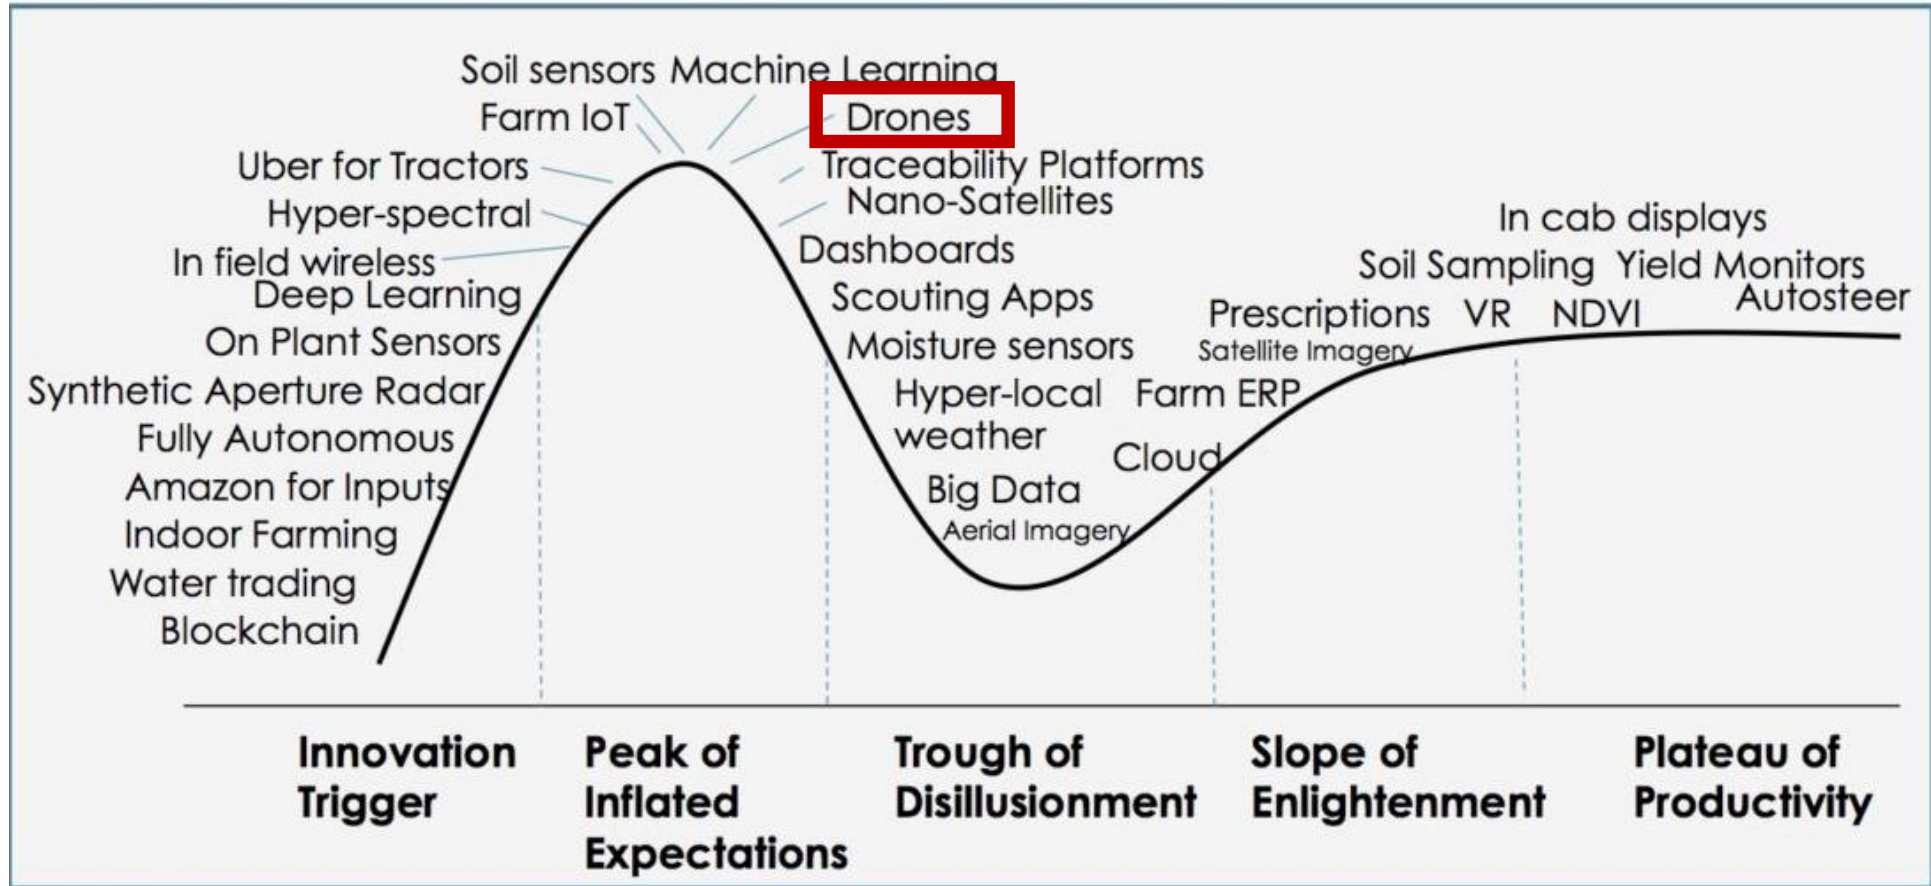 Soil sensors Machine Learning
Farm IoT
Drones
Uber for Tractors
Traceability Platforms
Hyper-spectral
Nano-Satellites
In field wireless
Dashboards
Deep Learning
Scouting Apps
On Plant Sensors
Moisture sensors
Synthetic Aperture Radar
Hyper-local
weather
Fully Autonomous
Amazon for Inputs
Big Data
Indoor Farming
Aerial Imagery
Water trading
Blockchain
Cloud
Farm ERP
Satellite Imagery
Prescriptions VR NDVI
Soil Sampling Yield Monitors
In cab displays
Autosteer
Innovation
Trigger
Peak of
Inflated
Expectations
Trough of
Disillusionment
Slope of
Enlightenment
Plateau of
Productivity